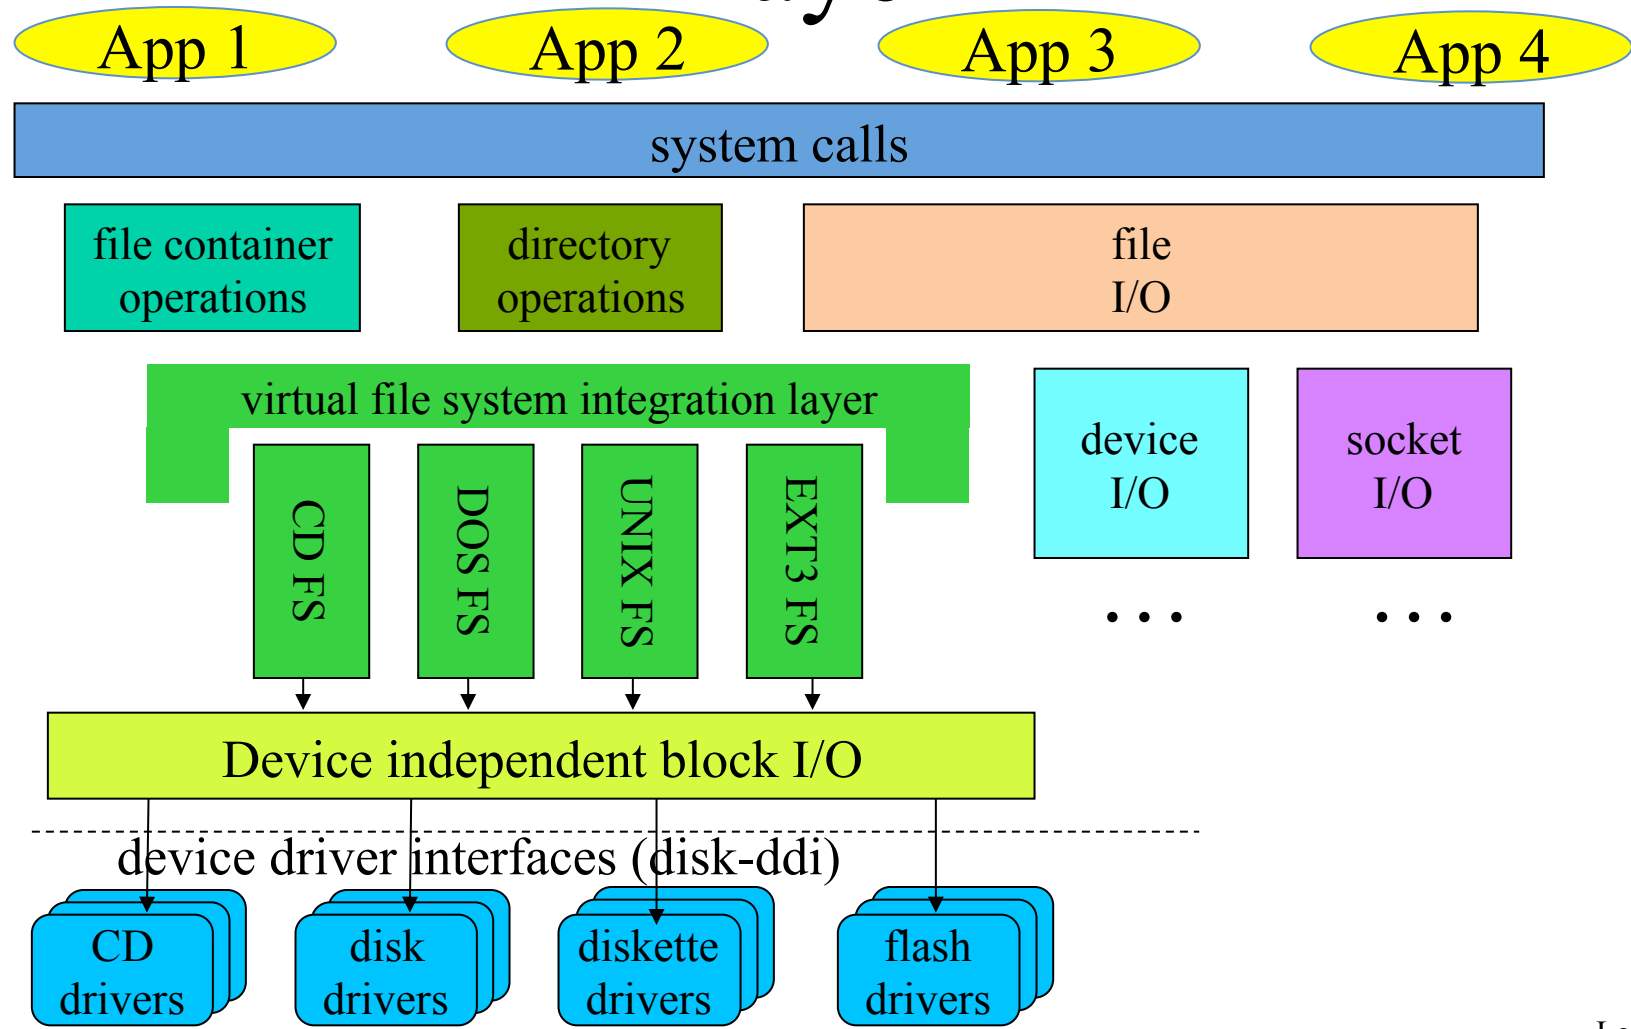 App 1
App 2
App 3
App 4
system calls
file container
operations
directory
operations
file
I/O
virtual file system integration layer
device
I/O
socket
I/O
CD FS
DOS FS
UNIX FS
EXT3 FS
. . .
. . .
Device independent block I/O
device driver interfaces (disk-ddi)
CD
drivers
disk
drivers
diskette
drivers
flash
drivers